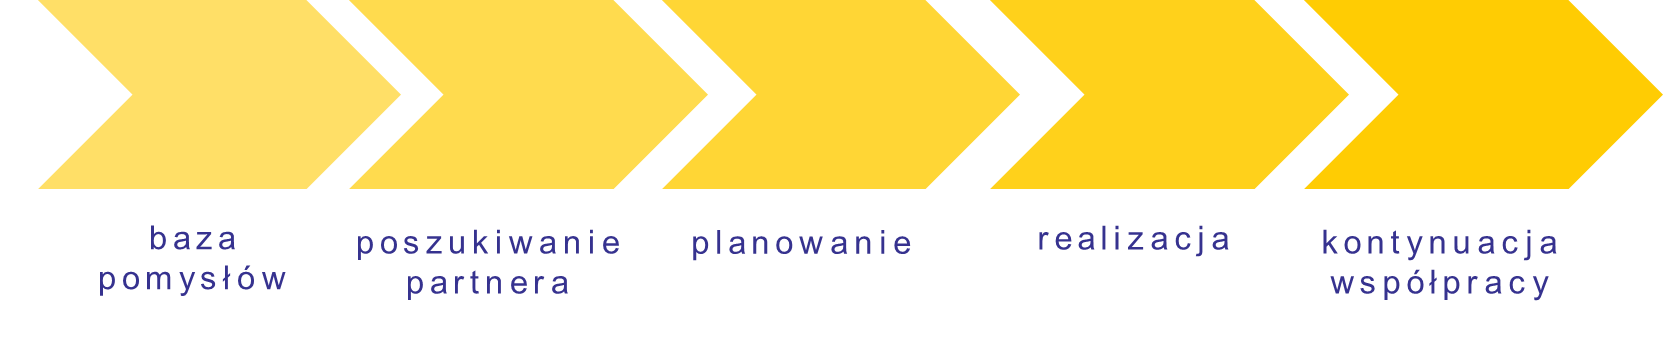 baza
pomysłów
poszukiwanie
partnera
planowanie
realizacja
kontynuacja
współpracy